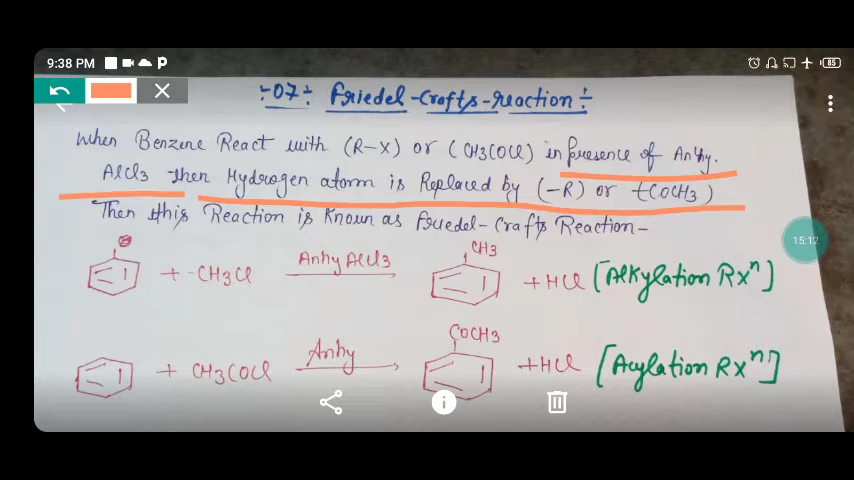 9:38 PM
85
:-07:- Friedel-Crafts-reaction:-
When Benzene React with (R-X) or (CH3COCl) in presence of Anhy.
AlCl3 then Hydrogen atom is Replaced by (-R) or (-COCH3)
Then this Reaction is Known as Friedel-Crafts Reaction-
15:12
H
CH3
+ CH3Cl Anhy AlCl3 + HCl [Alkylation Rxn]
COCH3
+ CH3COCl Anhy + HCl [Acylation Rxn]